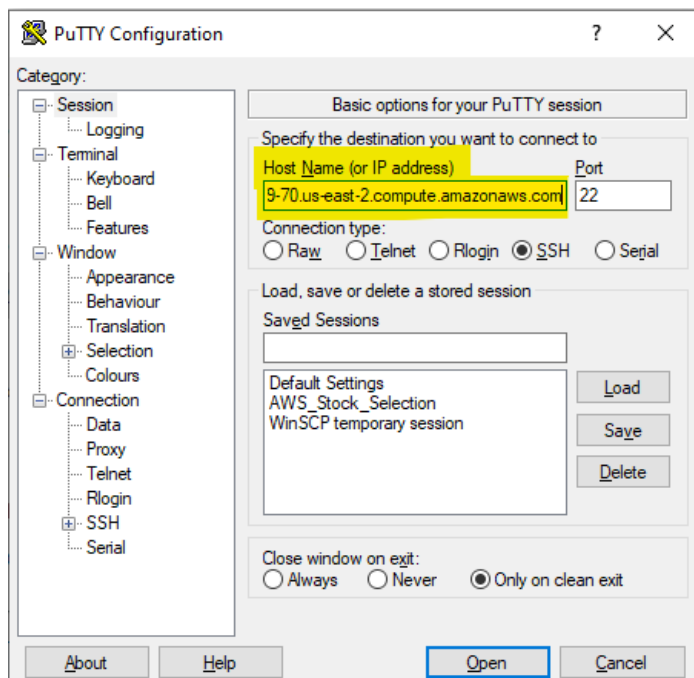 PuTTY Configuration ? ×
Category:
Session
Logging
Terminal
Keyboard
Bell
Features
Window
Appearance
Behaviour
Translation
Selection
Colours
Connection
Data
Proxy
Telnet
Rlogin
SSH
Serial
Basic options for your PuTTY session
Specify the destination you want to connect to
Host Name (or IP address) Port
9-70.us-east-2.compute.amazonaws.com 22
Connection type:
Raw Telnet Rlogin SSH Serial
Load, save or delete a stored session
Saved Sessions
Default Settings
AWS_Stock_Selection
WinSCP temporary session
Load
Save
Delete
Close window on exit:
Always Never Only on clean exit
About Help Open Cancel